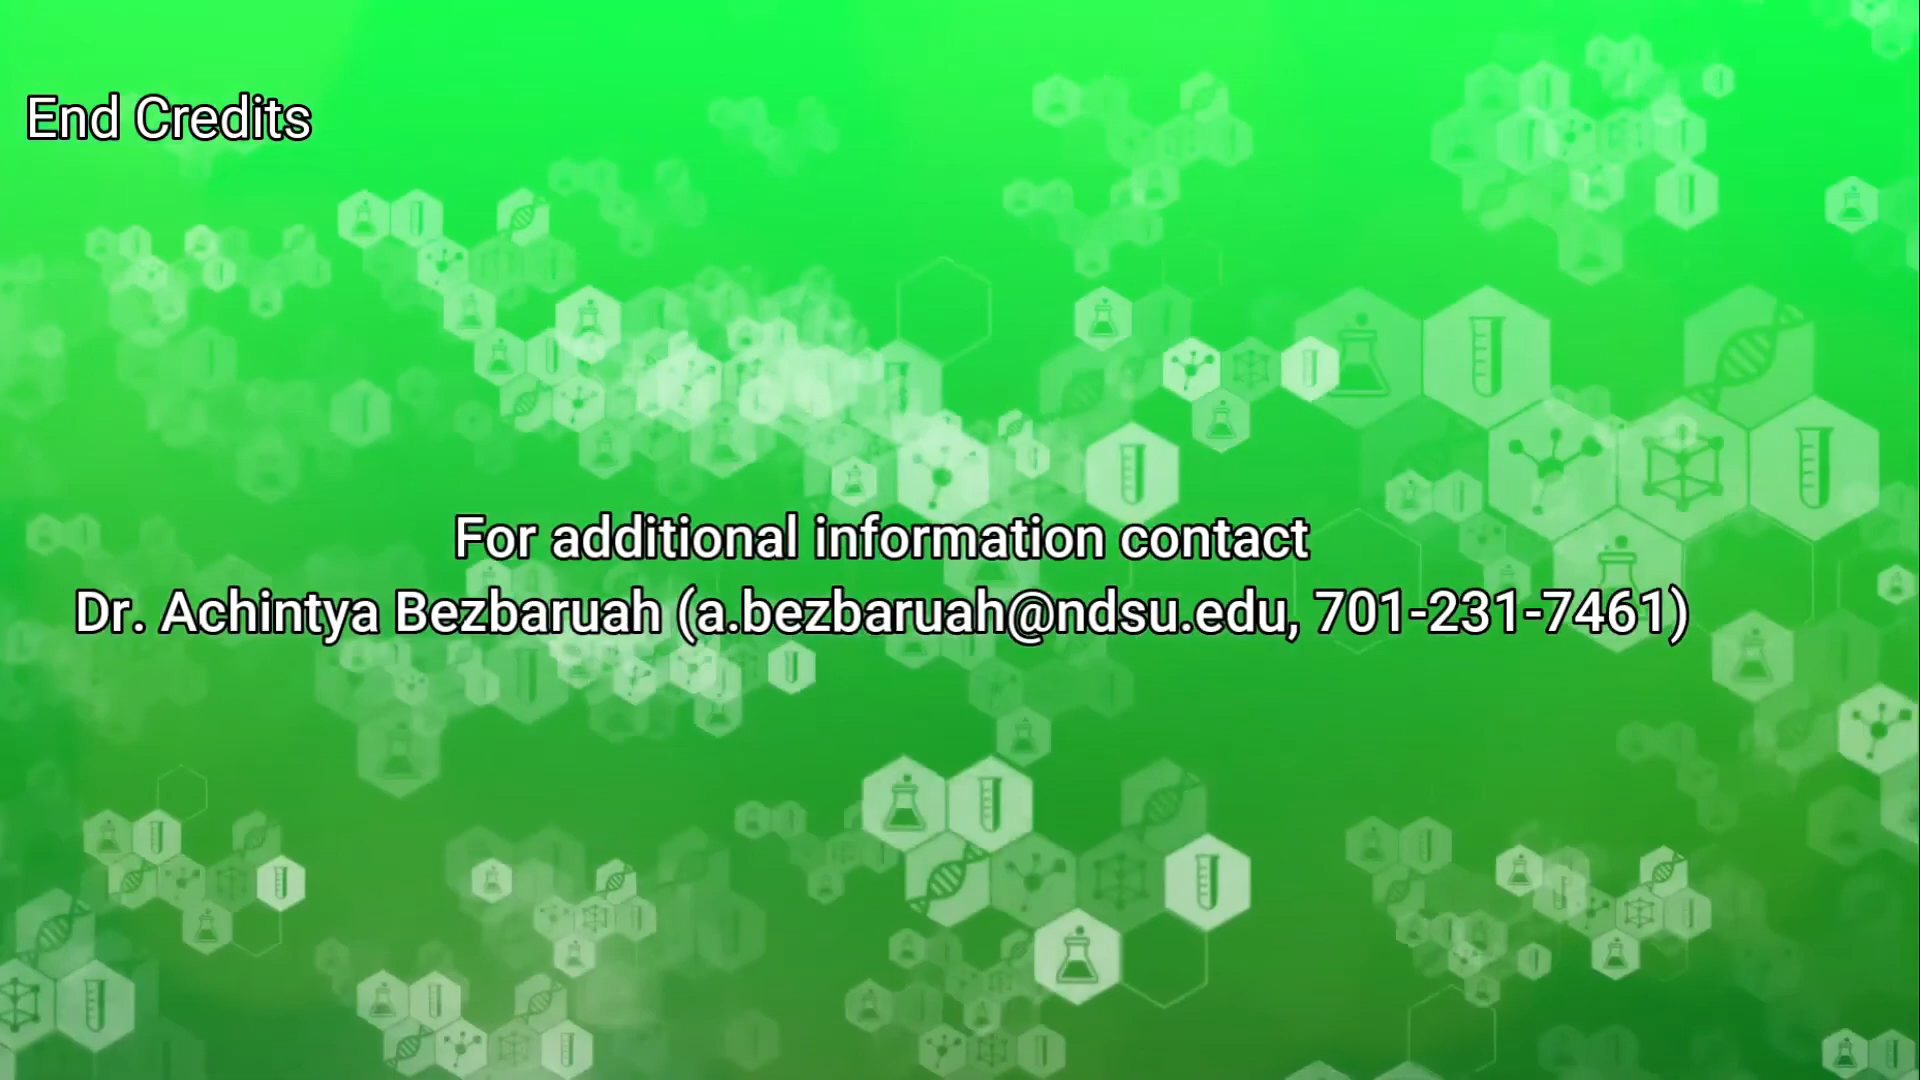 End Credits
For additional information contact
Dr. Achintya Bezbaruah (a.bezbaruah@ndsu.edu, 701-231-7461)